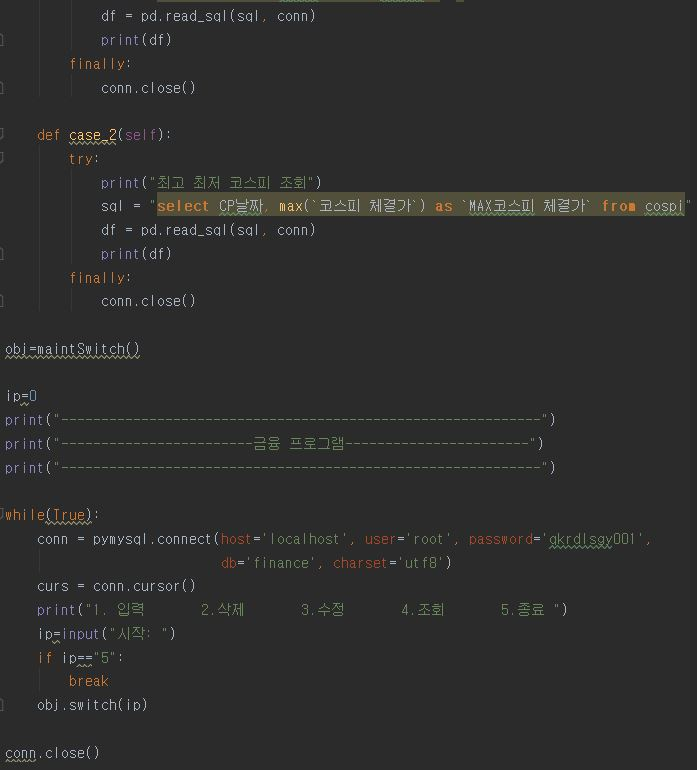 df = pd.read_sql(sql, conn)
print(df)
finally:
conn.close()
def case_2(self):
try:
print("최고 최저 코스피 조회")
sql = "select CP날짜, max(`코스피 체결가`) as `MAX코스피 체결가` from cospi"
df = pd.read_sql(sql, conn)
print(df)
finally:
conn.close()
obj=maintSwitch()
ip=0
print("------------------------------------------------------------")
print("------------------------금융 프로그램-----------------------")
print("------------------------------------------------------------")
while(True):
conn = pymysql.connect(host='localhost', user='root', password='qkrdlsgy001',
db='finance', charset='utf8')
curs = conn.cursor()
print("1. 입력       2.삭제       3.수정       4.조회       5.종료 ")
ip=input("시작: ")
if ip=="5":
break
obj.switch(ip)
conn.close()